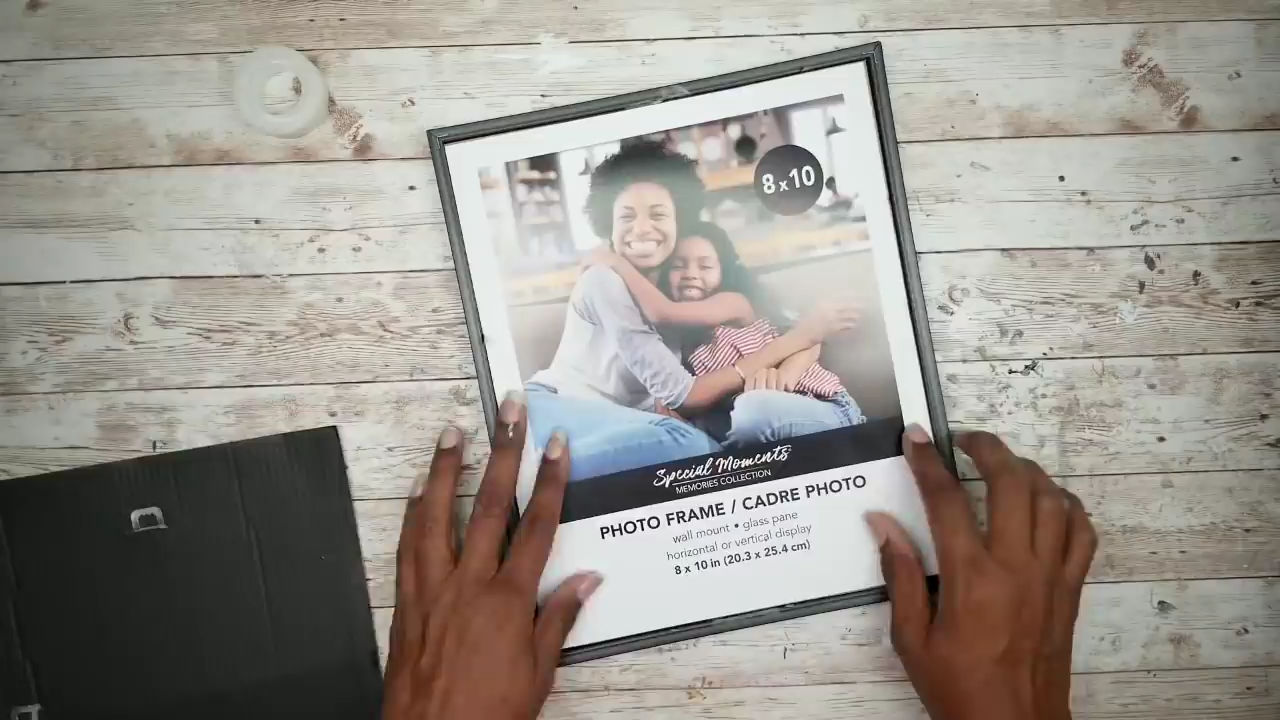 8x10
Special Moments
MEMORIES COLLECTION
PHOTO FRAME / CADRE PHOTO
wall mount • glass pane
horizontal or vertical display
8 x 10 in (20.3 x 25.4 cm)